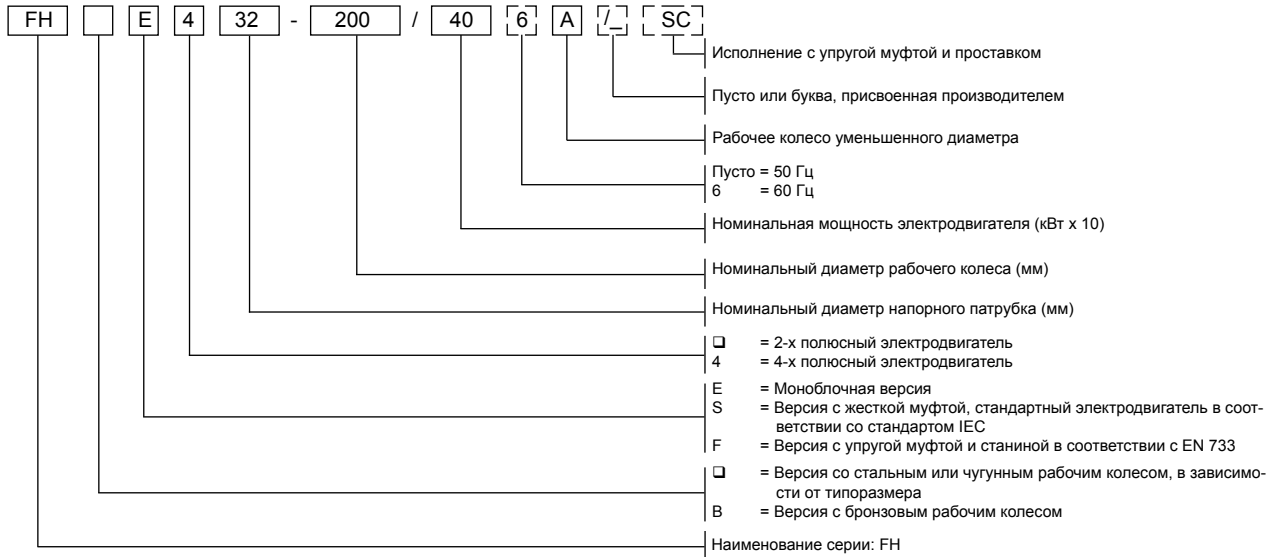 FH E 4 32 - 200 / 40 6 A /_ SC
Исполнение с упругой муфтой и проставком
Пусто или буква, присвоенная производителем
Рабочее колесо уменьшенного диаметра
Пусто = 50 Гц
6 = 60 Гц
Номинальная мощность электродвигателя (кВт x 10)
Номинальный диаметр рабочего колеса (мм)
Номинальный диаметр напорного патрубка (мм)
❑ = 2-х полюсный электродвигатель
4 = 4-х полюсный электродвигатель
E = Моноблочная версия
S = Версия с жесткой муфтой, стандартный электродвигатель в соот-
ветствии со стандартом IEC
F = Версия с упругой муфтой и станиной в соответствии с EN 733
❑ = Версия со стальным или чугунным рабочим колесом, в зависимо-
сти от типоразмера
B = Версия с бронзовым рабочим колесом
Наименование серии: FH